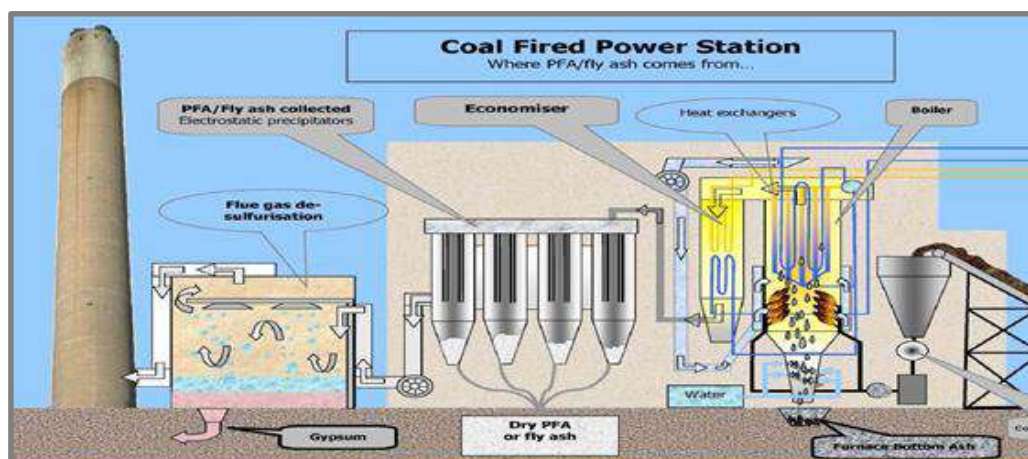 Coal Fired Power Station
Where PFA/fly ash comes from...
PFA/Fly ash collected
Electrostatic precipitators
Economiser
Heat exchangers
Boiler
Flue gas de-
sulfurisation
Water
Gypsum
Dry PFA
or fly ash
Furnace Bottom Ash